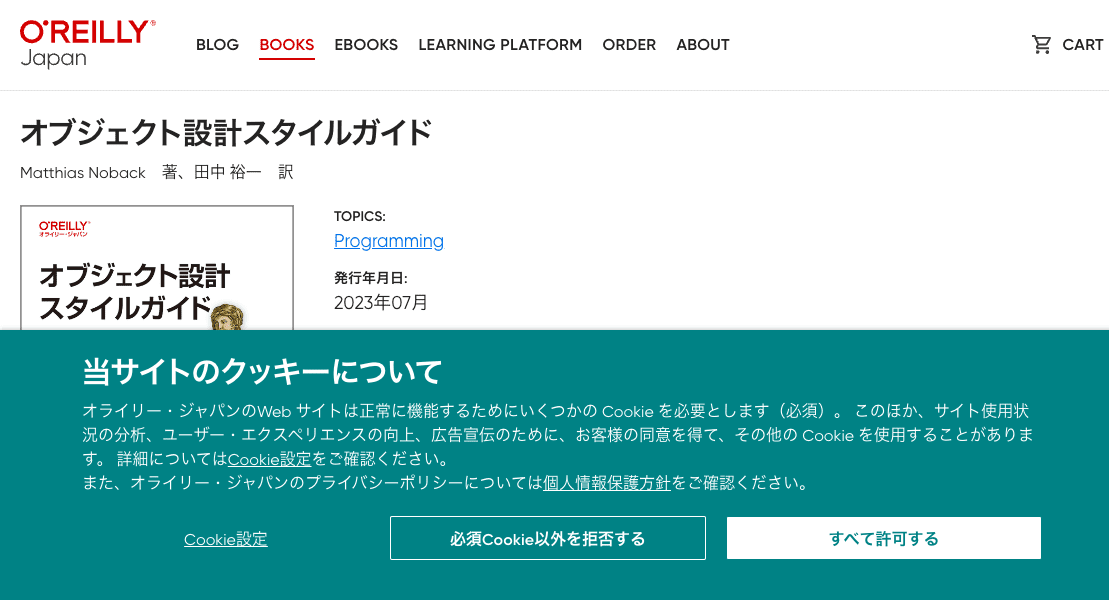 O'REILLY®
Japan
BLOG BOOKS EBOOKS LEARNING PLATFORM ORDER ABOUT CART
オブジェクト設計スタイルガイド
Matthias Noback 著、田中 裕一 訳
O'REILLY®
オライリー・ジャパン
オブジェクト設計
スタイルガイド
TOPICS:
Programming
発行年月日:
2023年07月
当サイトのクッキーについて
オライリー・ジャパンのWeb サイトは正常に機能するためにいくつかの Cookie を必要とします（必須）。 このほか、サイト使用状
況の分析、ユーザー・エクスペリエンスの向上、広告宣伝のために、お客様の同意を得て、その他の Cookie を使用することがありま
す。 詳細についてはCookie設定をご確認ください。
また、オライリー・ジャパンのプライバシーポリシーについては個人情報保護方針をご確認ください。
Cookie設定 必須Cookie以外を拒否する すべて許可する